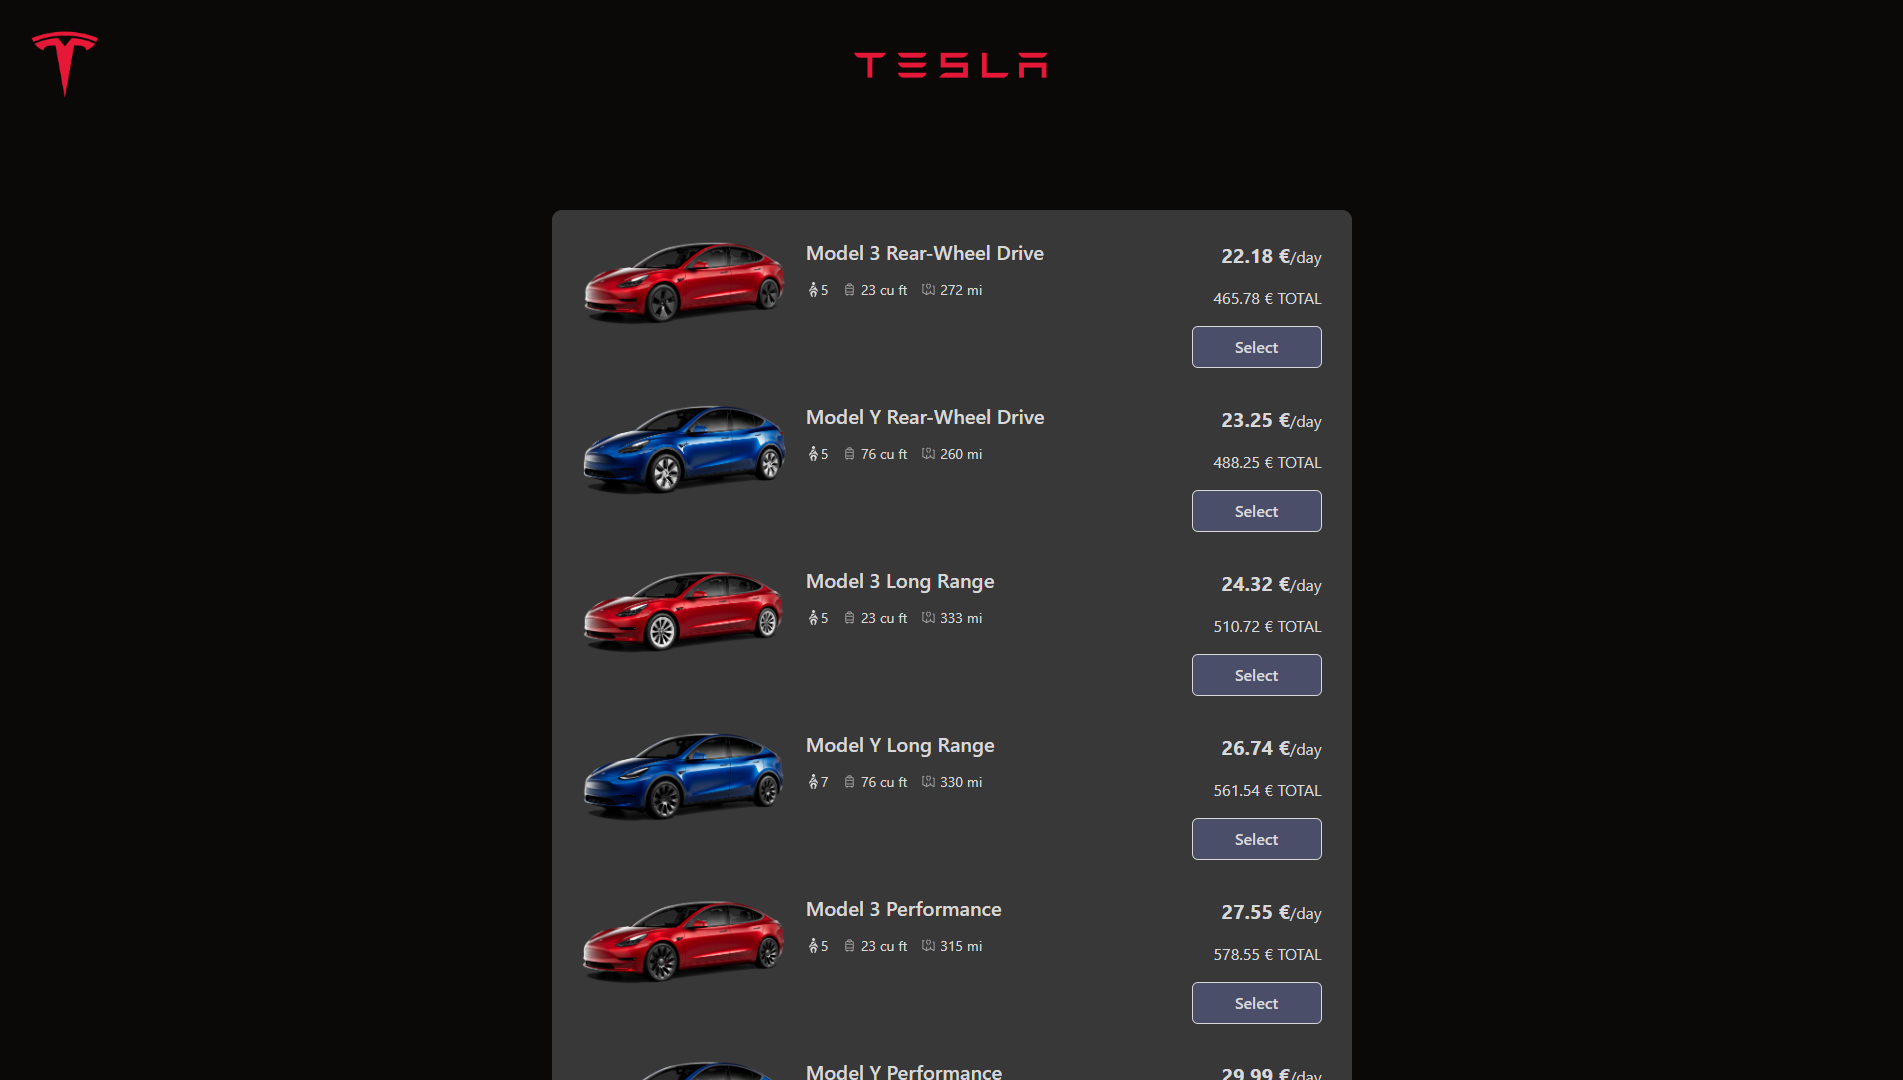 TESLA
Model 3 Rear-Wheel Drive
22.18 €/day
5 23 cu ft 272 mi
465.78 € TOTAL
Select
Model Y Rear-Wheel Drive
23.25 €/day
5 76 cu ft 260 mi
488.25 € TOTAL
Select
Model 3 Long Range
24.32 €/day
5 23 cu ft 333 mi
510.72 € TOTAL
Select
Model Y Long Range
26.74 €/day
7 76 cu ft 330 mi
561.54 € TOTAL
Select
Model 3 Performance
27.55 €/day
5 23 cu ft 315 mi
578.55 € TOTAL
Select
Model Y Performance
29.99 €/day